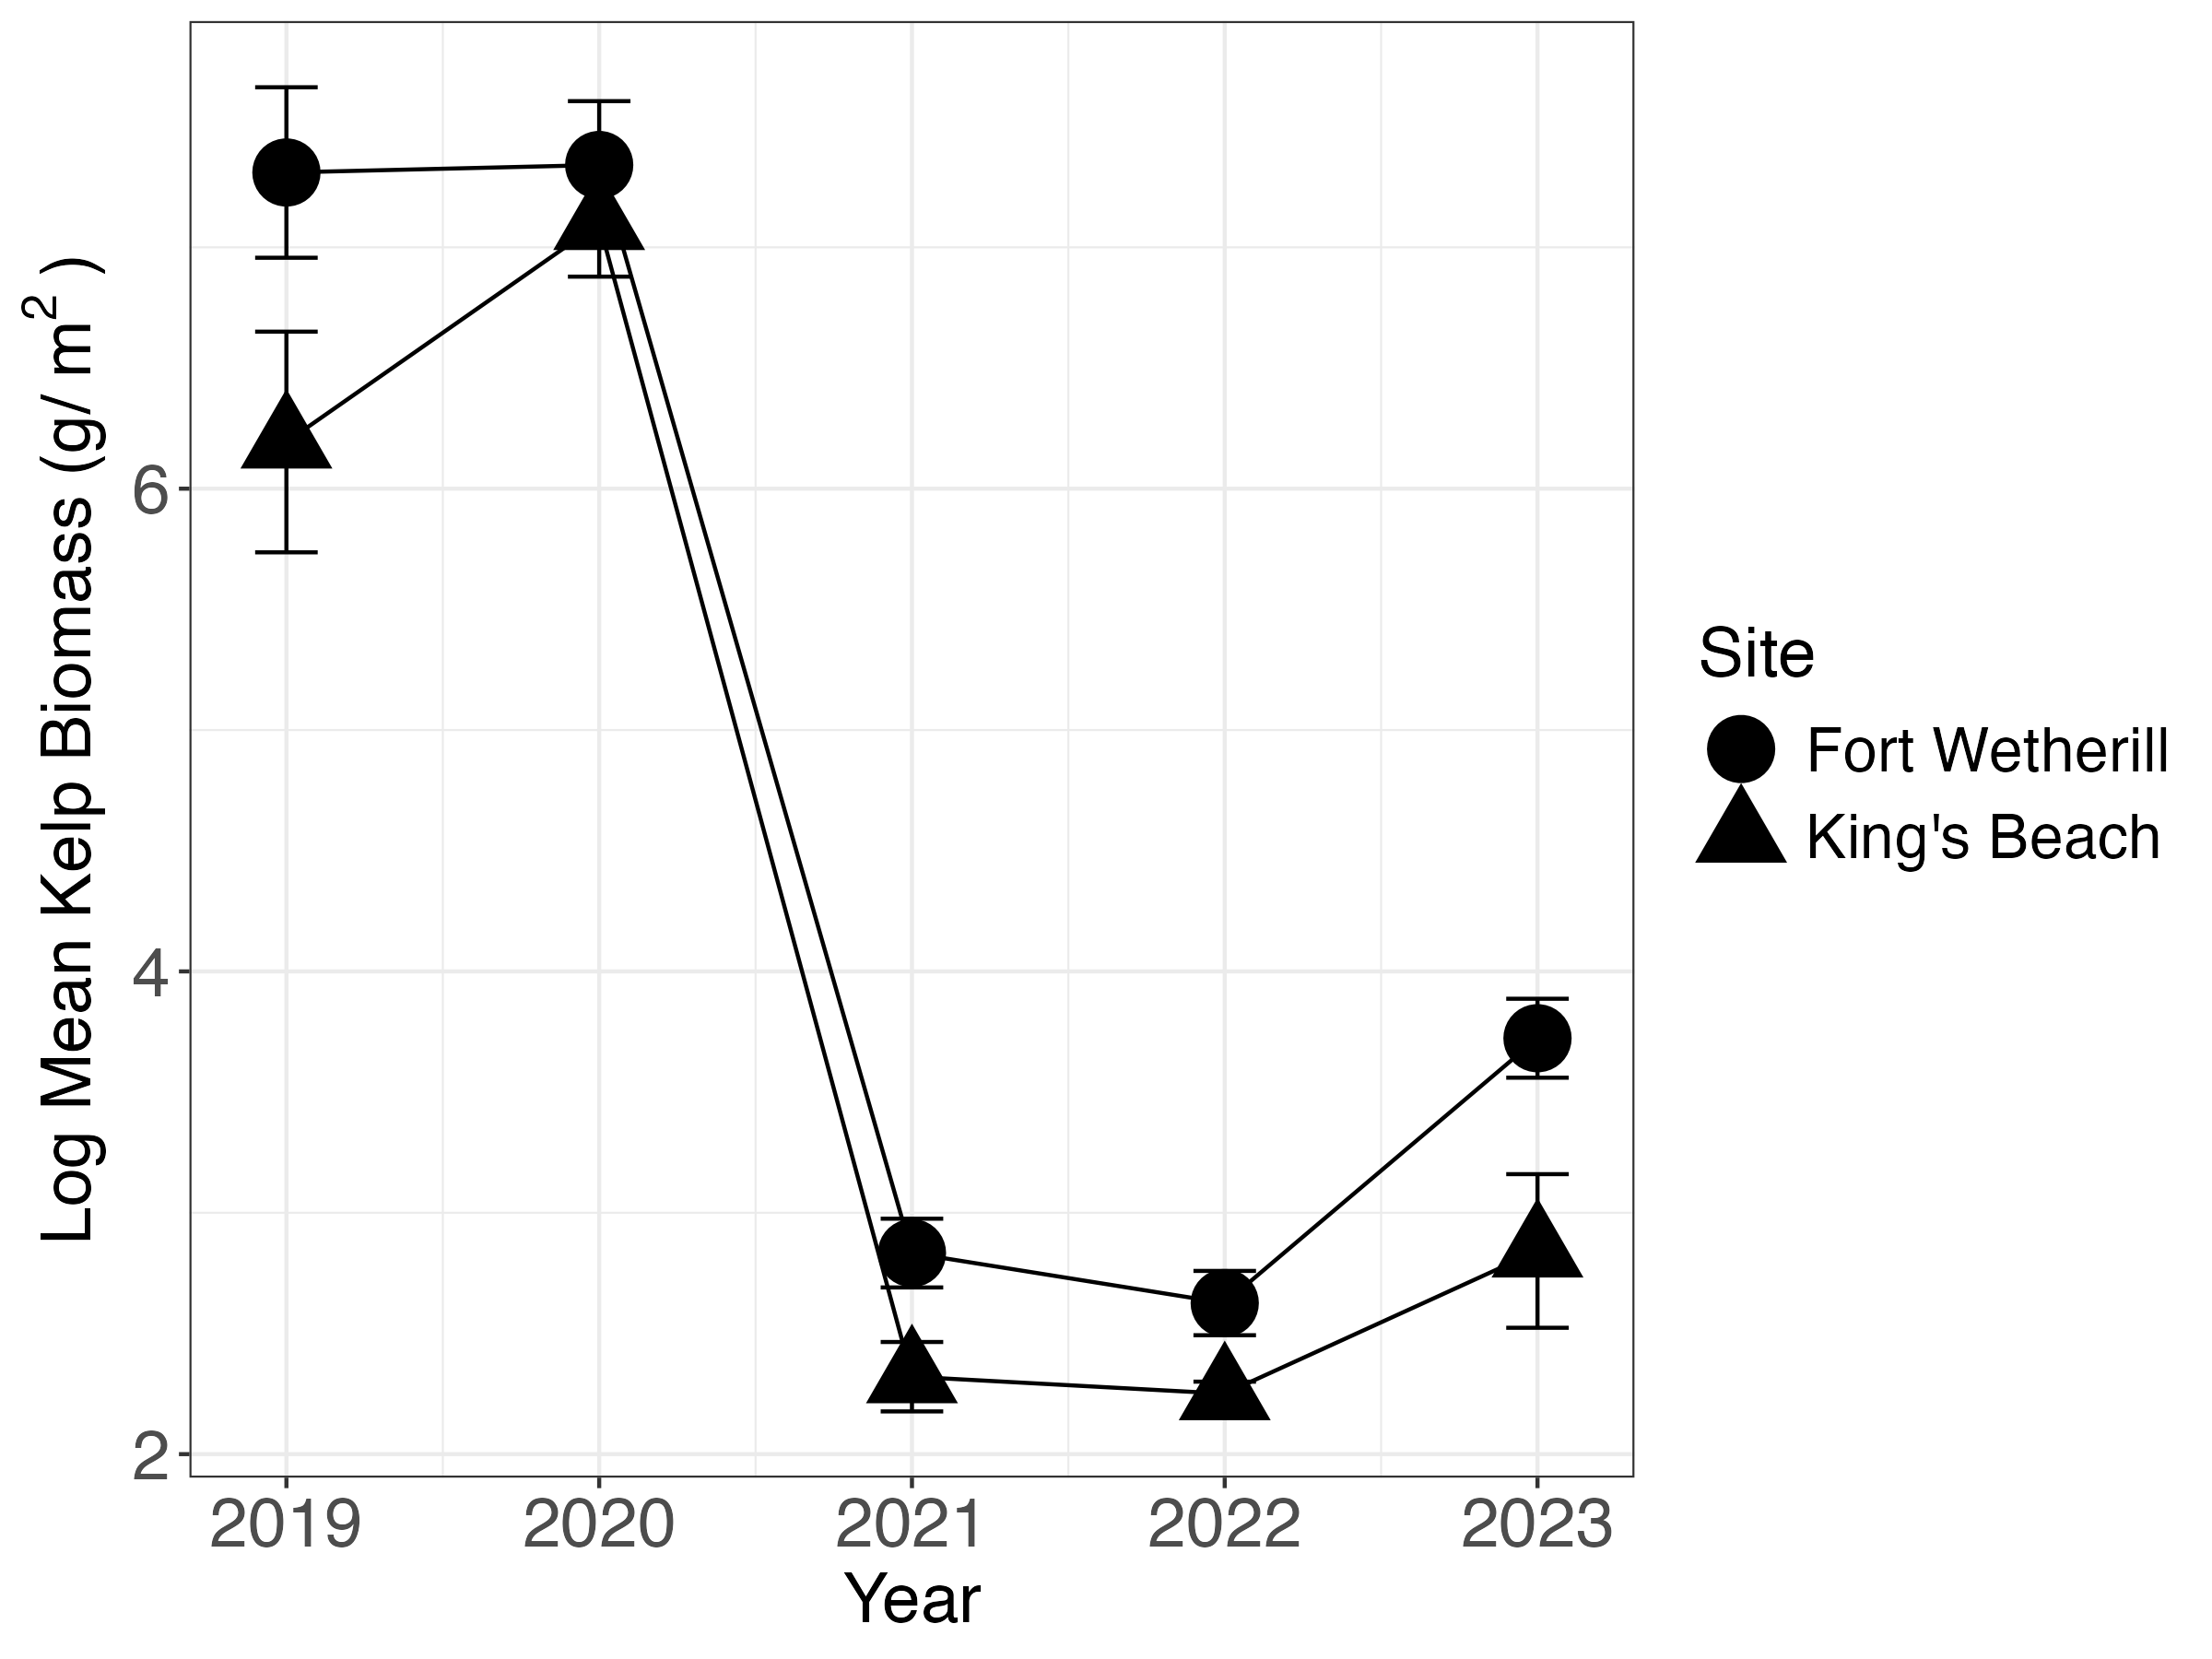 Log Mean Kelp Biomass (g/ m²)
6
4
2
2019 2020 2021 2022 2023
Year
Site
Fort Wetherill
King's Beach